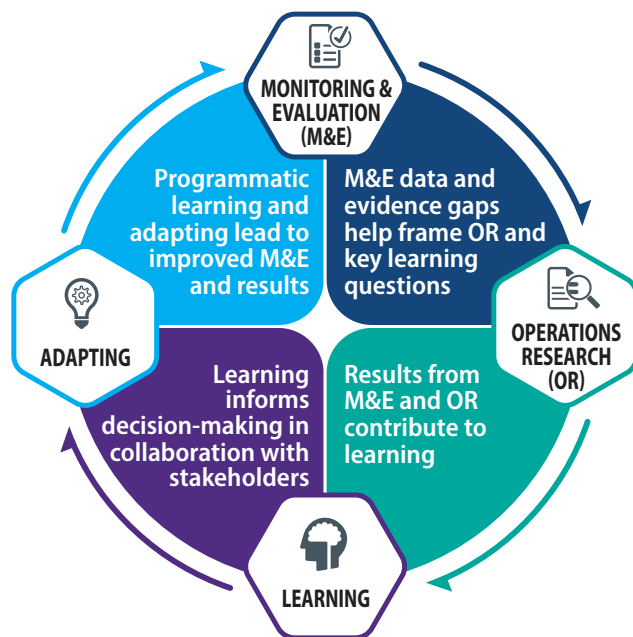 MONITORING &
EVALUATION
(M&E)
Programmatic
learning and
adapting lead to
improved M&E
and results
M&E data and
evidence gaps
help frame OR and
key learning
questions
ADAPTING
OPERATIONS
RESEARCH
(OR)
Learning
informs
decision-making in
collaboration with
stakeholders
Results from
M&E and OR
contribute to
learning
LEARNING